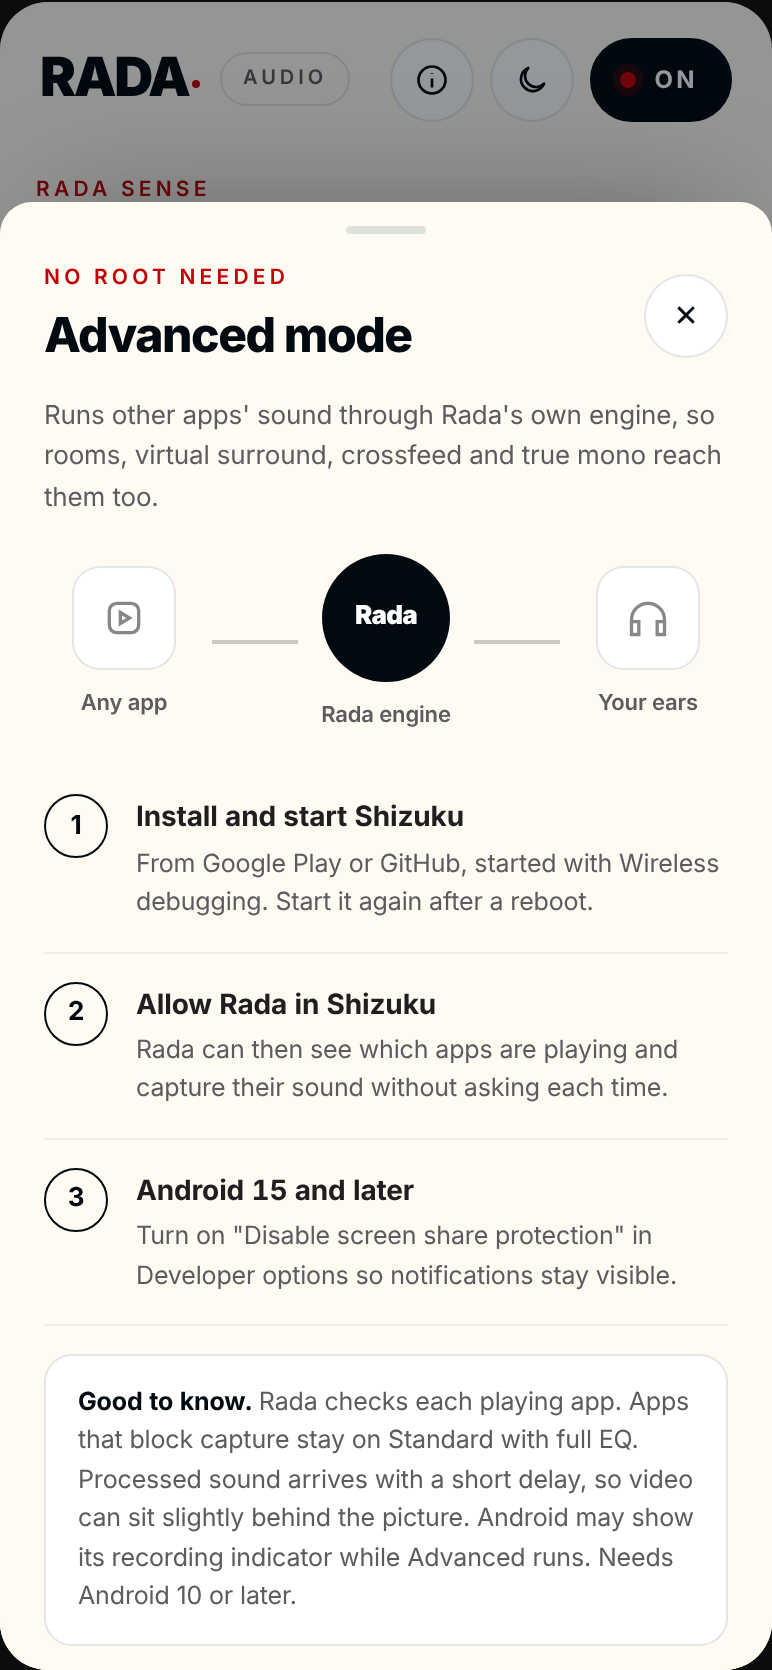 RADA.
AUDIO
ON
RADA SENSE
NO ROOT NEEDED
Advanced mode
Runs other apps' sound through Rada's own engine, so
rooms, virtual surround, crossfeed and true mono reach
them too.
Rada
Any app
Rada engine
Your ears
1
Install and start Shizuku
From Google Play or GitHub, started with Wireless
debugging. Start it again after a reboot.
2
Allow Rada in Shizuku
Rada can then see which apps are playing and
capture their sound without asking each time.
3
Android 15 and later
Turn on "Disable screen share protection" in
Developer options so notifications stay visible.
Good to know. Rada checks each playing app. Apps
that block capture stay on Standard with full EQ.
Processed sound arrives with a short delay, so video
can sit slightly behind the picture. Android may show
its recording indicator while Advanced runs. Needs
Android 10 or later.